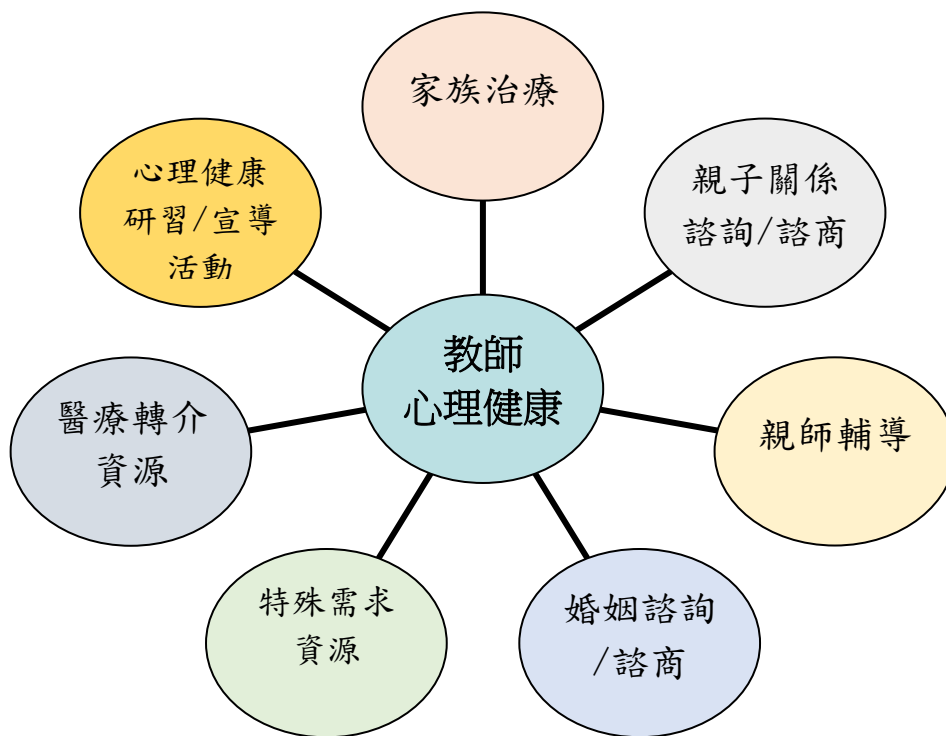 家族治療
心理健康
研習/宣導
活動
親子關係
諮詢/諮商
教師
心理健康
醫療轉介
資源
親師輔導
特殊需求
資源
婚姻諮詢
/諮商